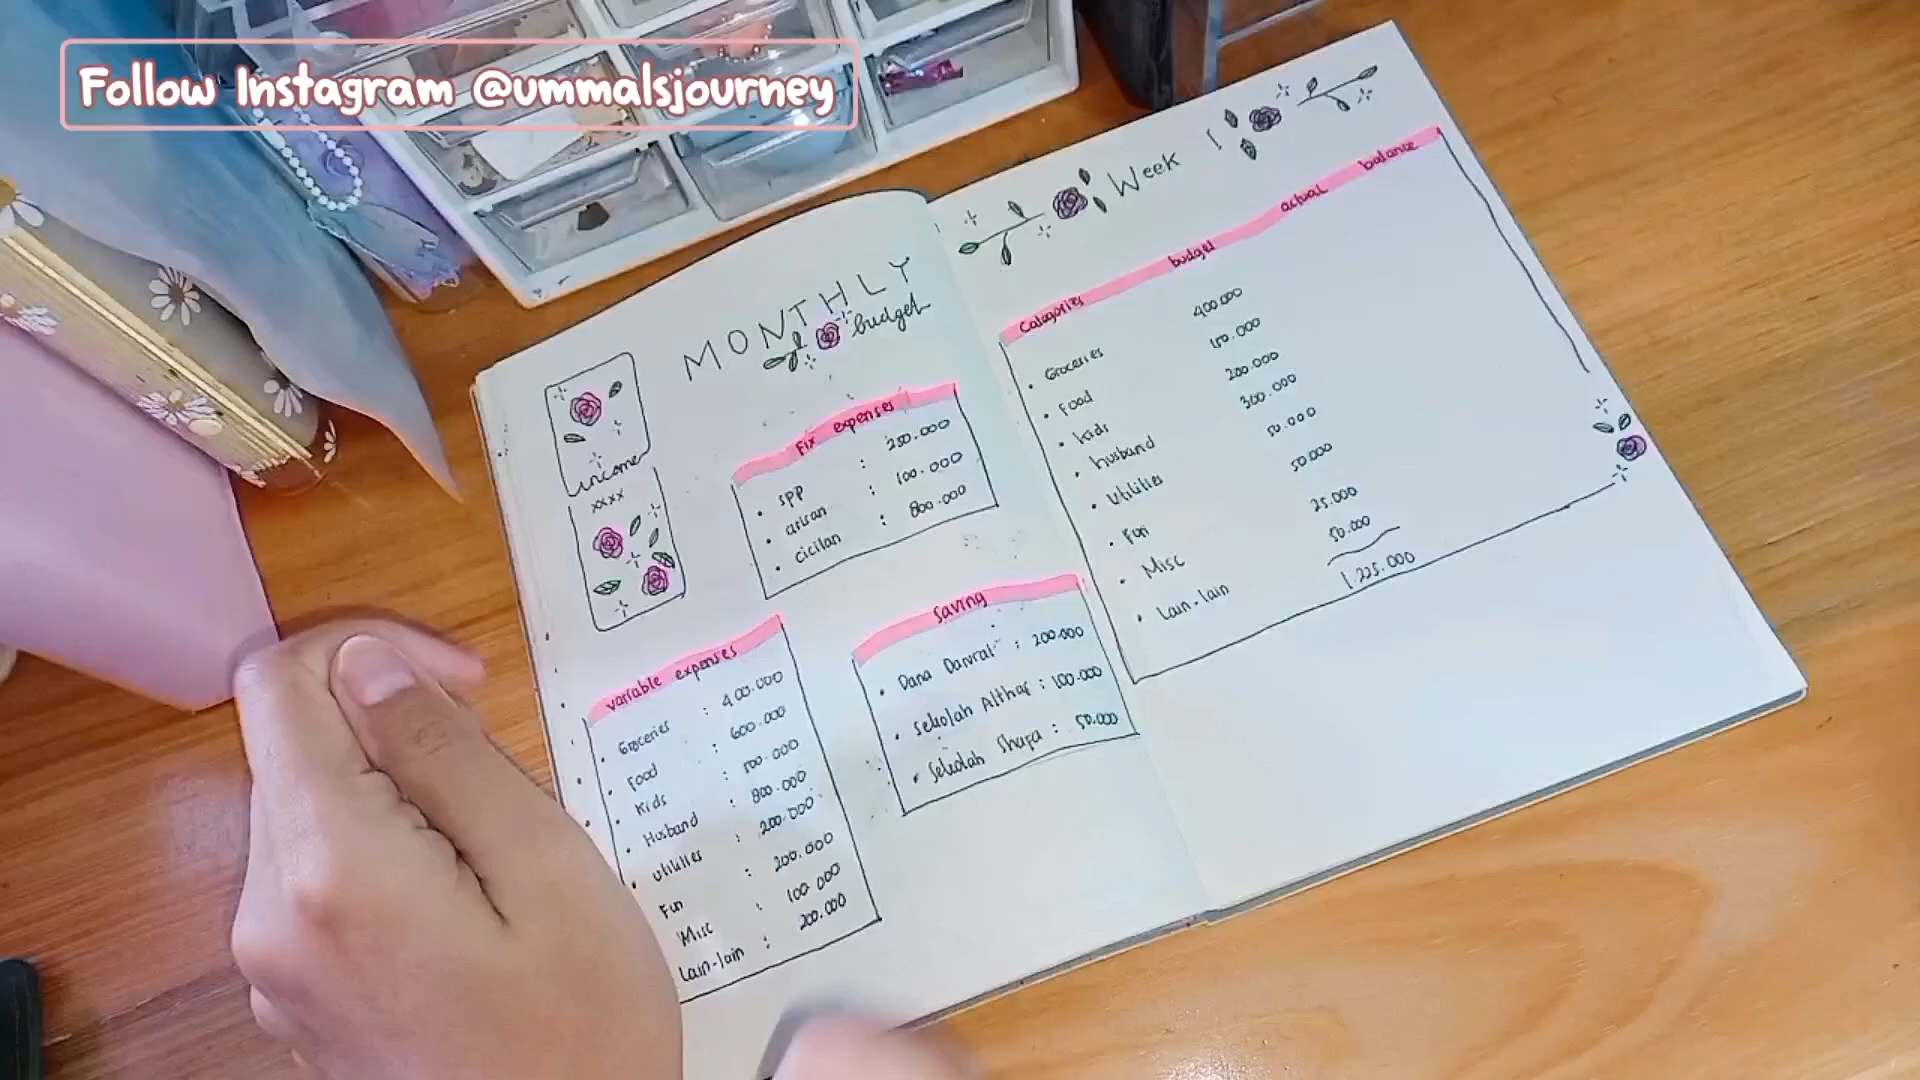 Follow Instagram @ummalsjourney
MONTHLY
budget
income
xxxx
Fix expenses
• spp : 250.000
• arisan : 100.000
• cicilan : 800.000
variable expenses
• Groceries : 400.000
• Food : 600.000
• Kids : 500.000
• Husband : 800.000
• Utilities : 200.000
Fun : 200.000
Misc : 100.000
Lain-lain : 200.000
Saving
• Dana Darurat : 200.000
• Sekolah Althaf : 100.000
• Sekolah Shafa : 50.000
Week 1
Categories budget actual balance
• Groceries 400.000
• Food 150.000
• Kids 200.000
• Husband 300.000
• Utilities 50.000
• Fun 50.000
• Misc 25.000
• Lain-lain 50.000
1.225.000